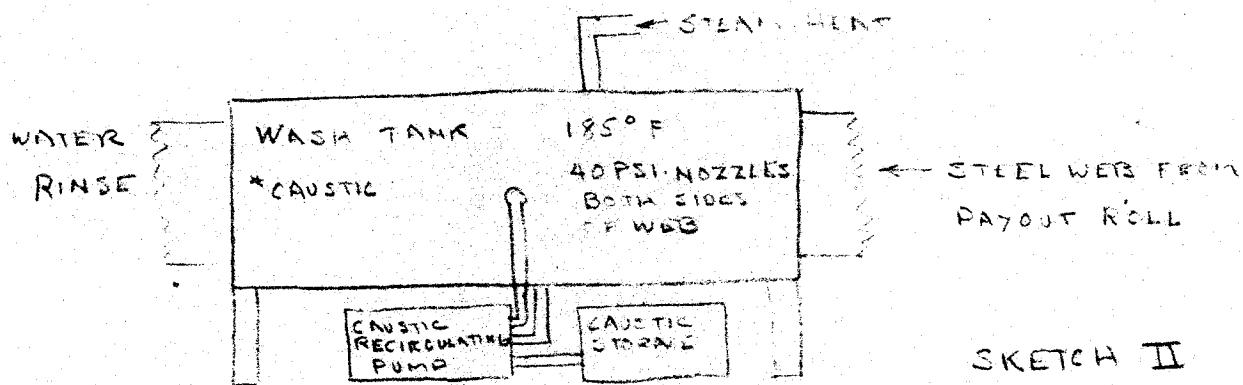 STEAM HEAT
WATER
RINSE
WASH TANK
*CAUSTIC
185° F
40 PSI. NOZZLES
BOTH SIDES
OF WEB
STEEL WEB FROM
PAYOUT ROLL
CAUSTIC
RECIRCULATING
PUMP
CAUSTIC
STORAGE
SKETCH II